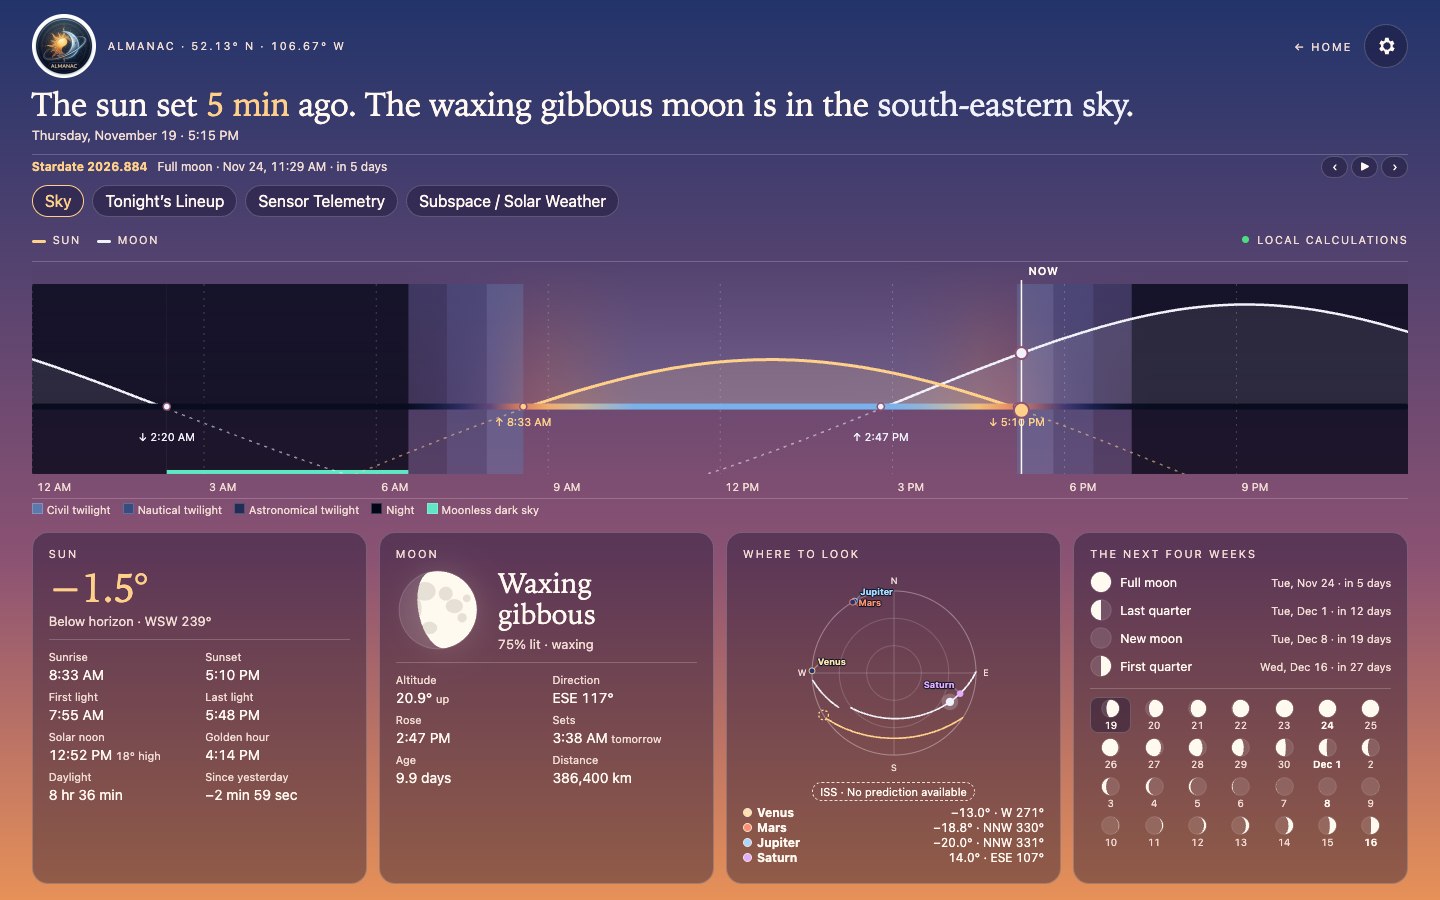 ALMANAC
ALMANAC · 52.13° N · 106.67° W
← HOME
The sun set 5 min ago. The waxing gibbous moon is in the south-eastern sky.
Thursday, November 19 · 5:15 PM
Stardate 2026.884 Full moon · Nov 24, 11:29 AM · in 5 days
Sky Tonight's Lineup Sensor Telemetry Subspace / Solar Weather
SUN MOON
LOCAL CALCULATIONS
NOW
↑ 8:33 AM
↓ 5:10 PM
↓ 2:20 AM
↑ 2:47 PM
12 AM 3 AM 6 AM 9 AM 12 PM 3 PM 6 PM 9 PM
Civil twilight Nautical twilight Astronomical twilight Night Moonless dark sky
SUN
−1.5°
Below horizon · WSW 239°
Sunrise Sunset
8:33 AM 5:10 PM
First light Last light
7:55 AM 5:48 PM
Solar noon Golden hour
12:52 PM 18° high 4:14 PM
Daylight Since yesterday
8 hr 36 min −2 min 59 sec
MOON
Waxing
gibbous
75% lit · waxing
Altitude Direction
20.9° up ESE 117°
Rose Sets
2:47 PM 3:38 AM tomorrow
Age Distance
9.9 days 386,400 km
WHERE TO LOOK
N
Jupiter
Mars
Venus
W E
Saturn
S
ISS · No prediction available
Venus −13.0° · W 271°
Mars −18.8° · NNW 330°
Jupiter −20.0° · NNW 331°
Saturn 14.0° · ESE 107°
THE NEXT FOUR WEEKS
Full moon Tue, Nov 24 · in 5 days
Last quarter Tue, Dec 1 · in 12 days
New moon Tue, Dec 8 · in 19 days
First quarter Wed, Dec 16 · in 27 days
19 20 21 22 23 24 25
26 27 28 29 30 Dec 1 2
3 4 5 6 7 8 9
10 11 12 13 14 15 16